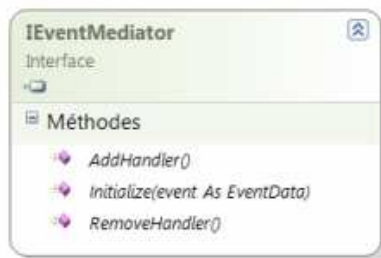 IEventMediator
Interface
Méthodes
AddHandler()
Initialize(event As EventData)
RemoveHandler()